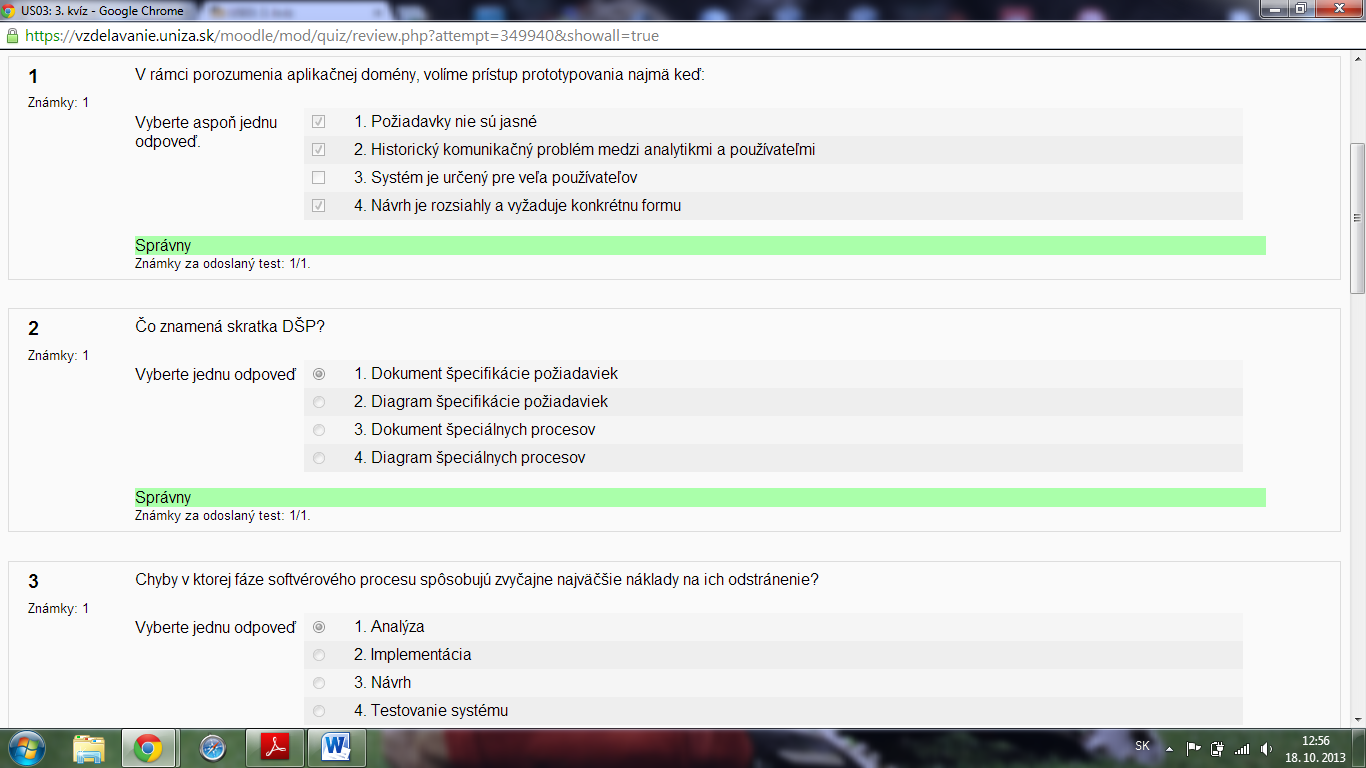 US03: 3. kvíz - Google Chrome
https://vzdelavanie.uniza.sk/moodle/mod/quiz/review.php?attempt=349940&showall=true
1
Známky: 1
V rámci porozumenia aplikačnej domény, volíme prístup prototypovania najmä keď:
Vyberte aspoň jednu
odpoveď.
1. Požiadavky nie sú jasné
2. Historický komunikačný problém medzi analytikmi a používateľmi
3. Systém je určený pre veľa používateľov
4. Návrh je rozsiahly a vyžaduje konkrétnu formu
Správny
Známky za odoslaný test: 1/1.
2
Známky: 1
Čo znamená skratka DŠP?
Vyberte jednu odpoveď
1. Dokument špecifikácie požiadaviek
2. Diagram špecifikácie požiadaviek
3. Dokument špeciálnych procesov
4. Diagram špeciálnych procesov
Správny
Známky za odoslaný test: 1/1.
3
Známky: 1
Chyby v ktorej fáze softvérového procesu spôsobujú zvyčajne najväčšie náklady na ich odstránenie?
Vyberte jednu odpoveď
1. Analýza
2. Implementácia
3. Návrh
4. Testovanie systému
SK
12:56
18. 10. 2013